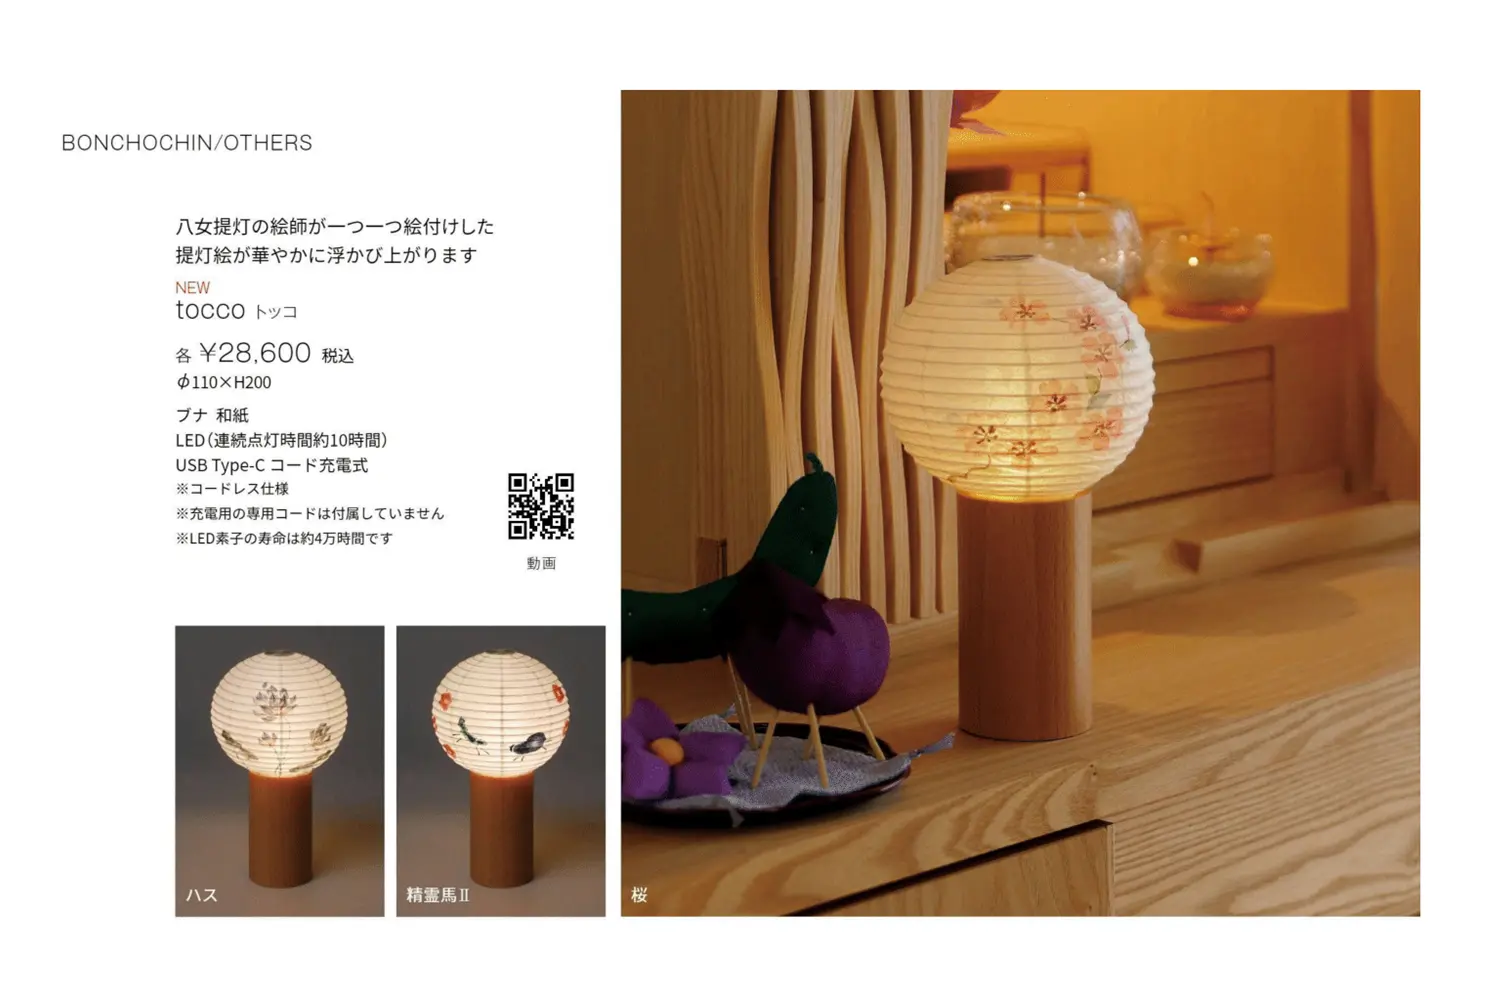 BONCHOCHIN/OTHERS
八女提灯の絵師が一つ一つ絵付けした
提灯絵が華やかに浮かび上がります
NEW
tocco トッコ
各 ¥28,600 税込
φ110×H200
ブナ 和紙
LED(連続点灯時間約10時間)
USB Type-C コード充電式
※コードレス仕様
※充電用の専用コードは付属していません
※LED素子の寿命は約4万時間です
動画
ハス
精霊馬Ⅱ
桜